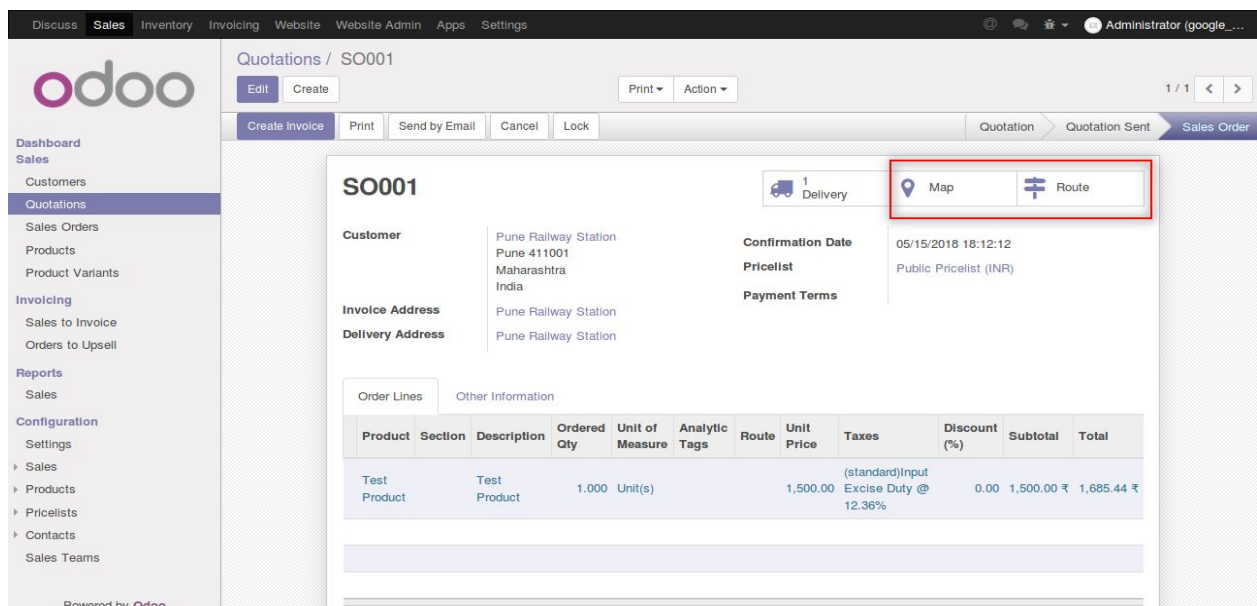 Discuss Sales Inventory Invoicing Website Website Admin Apps Settings @ Administrator (google_...
odoo
Quotations / SO001
Edit Create Print Action 1 / 1
Create Invoice Print Send by Email Cancel Lock Quotation Quotation Sent Sales Order
Dashboard
Sales
Customers
Quotations
Sales Orders
Products
Product Variants
Invoicing
Sales to Invoice
Orders to Upsell
Reports
Sales
Configuration
Settings
Sales
Products
Pricelists
Contacts
Sales Teams
Powered by Odoo
SO001
1
Delivery
Map
Route
Customer
Pune Railway Station
Pune 411001
Maharashtra
India
Invoice Address
Pune Railway Station
Delivery Address
Pune Railway Station
Confirmation Date
05/15/2018 18:12:12
Pricelist
Public Pricelist (INR)
Payment Terms
Order Lines Other Information
Product Section Description Ordered Qty Unit of Measure Analytic Tags Route Unit Price Taxes Discount (%) Subtotal Total
Test Product Test Product 1.000 Unit(s) 1,500.00 (standard)Input Excise Duty @ 12.36% 0.00 1,500.00 ₹ 1,685.44 ₹